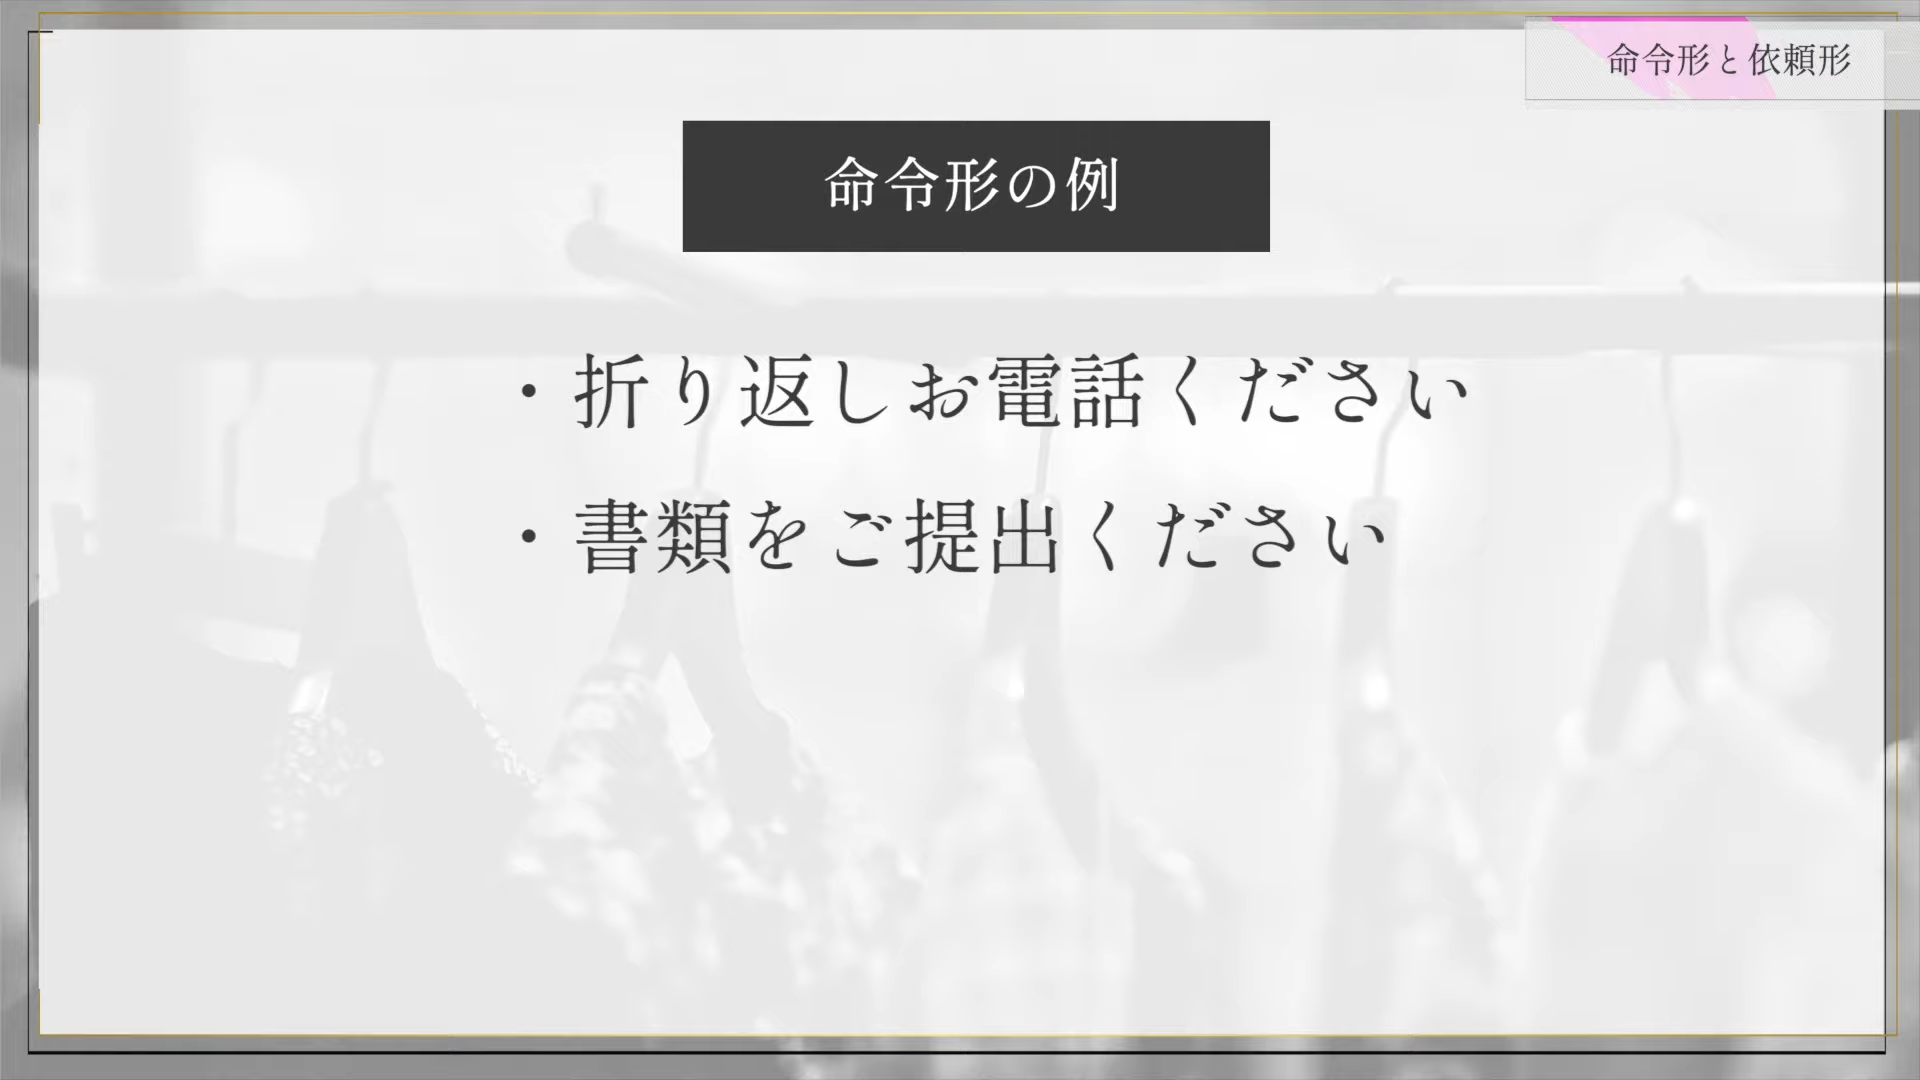 命令形と依頼形
命令形の例
・折り返しお電話ください
・書類をご提出ください